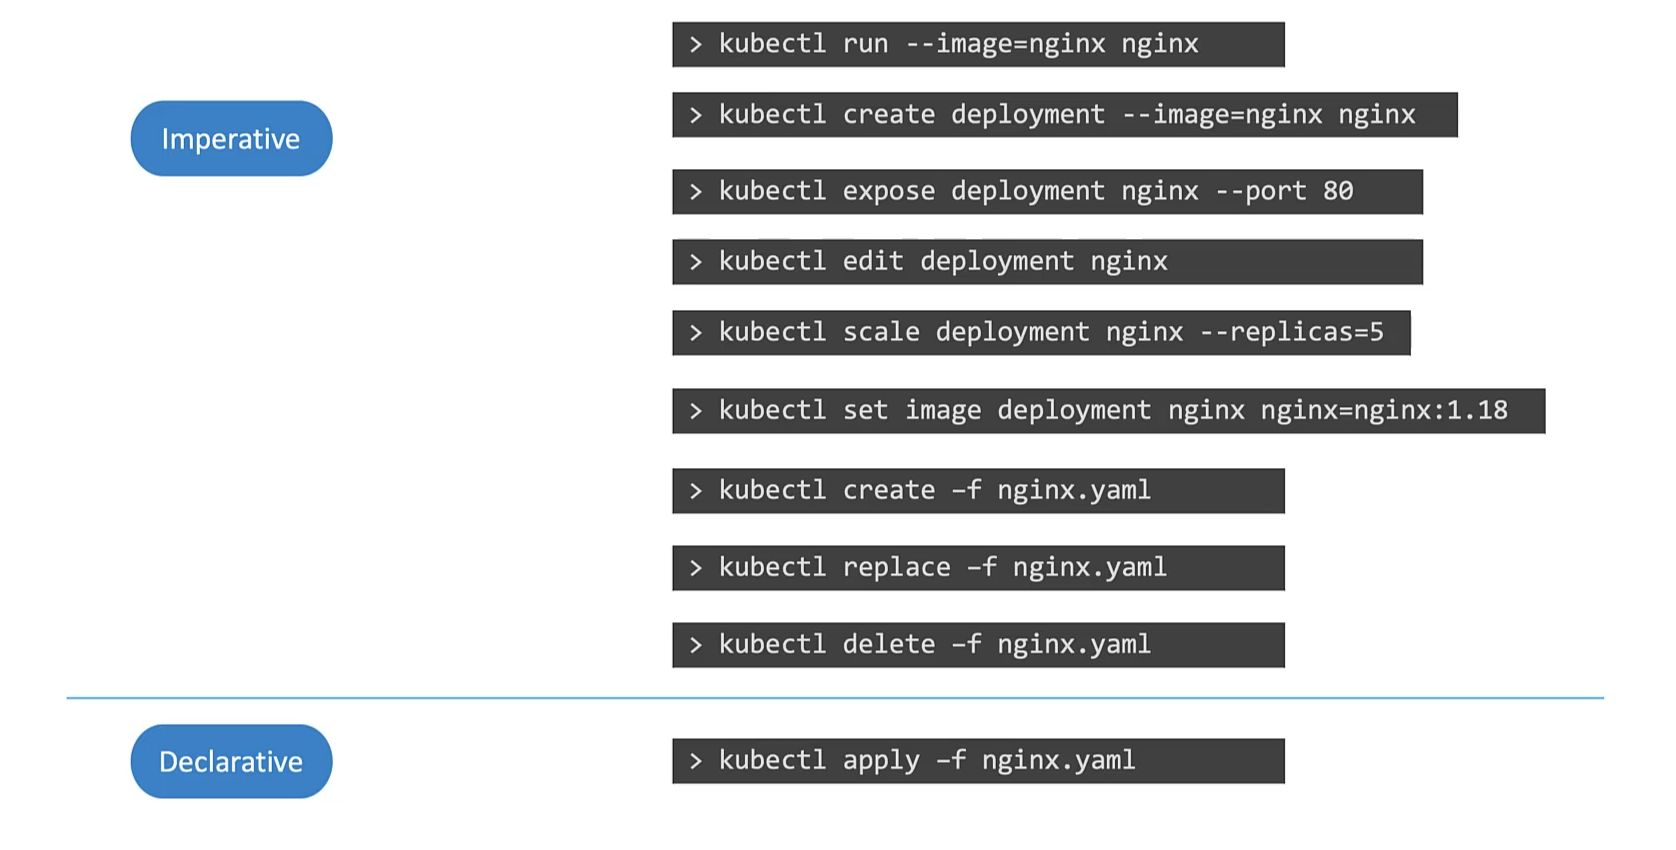 > kubectl run --image=nginx nginx
Imperative
> kubectl create deployment --image=nginx nginx
> kubectl expose deployment nginx --port 80
> kubectl edit deployment nginx
> kubectl scale deployment nginx --replicas=5
> kubectl set image deployment nginx nginx=nginx:1.18
> kubectl create –f nginx.yaml
> kubectl replace –f nginx.yaml
> kubectl delete –f nginx.yaml
Declarative
> kubectl apply –f nginx.yaml